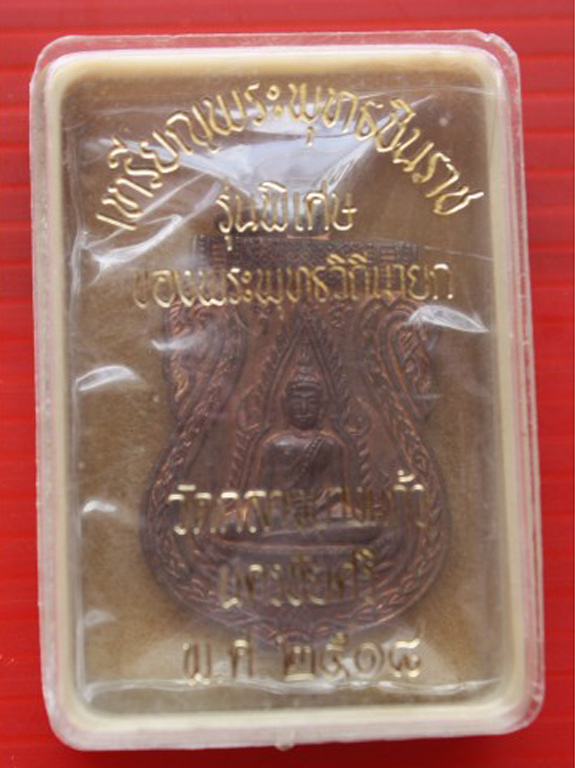 เหรียญพระพุทธชินราช
รุ่นพิเศษ
ของพระพุทธวิถีนายก
วัดกลางบางแก้ว
นครชัยศรี
พ.ศ. ๒๕๑๘